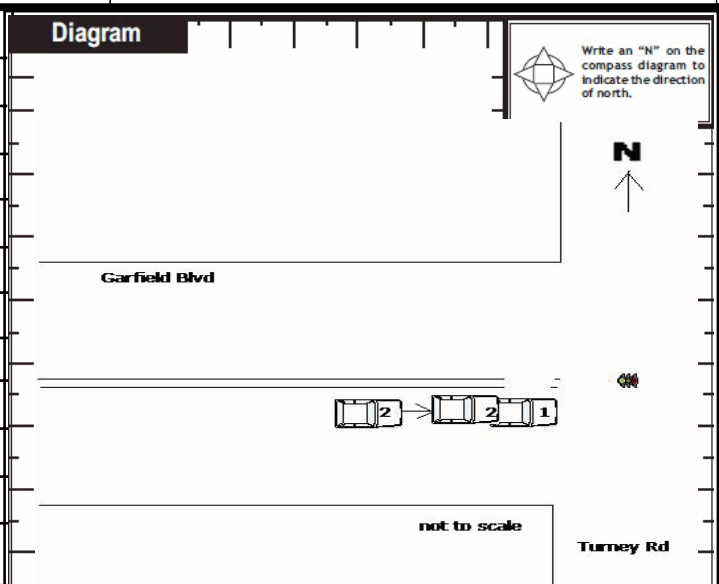 Diagram
Write an “N” on the
compass diagram to
indicate the direction
of north.
N
Garfield Blvd
2
2
1
not to scale
Turney Rd